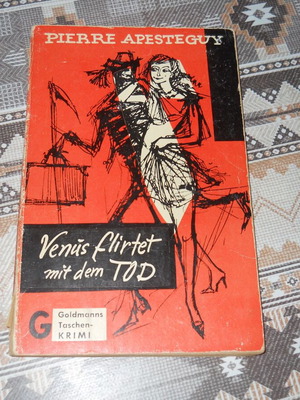 PIERRE APESTEGUY
Venus flirtet
mit dem TOD
G
Goldmanns
Taschen-
KRIMI